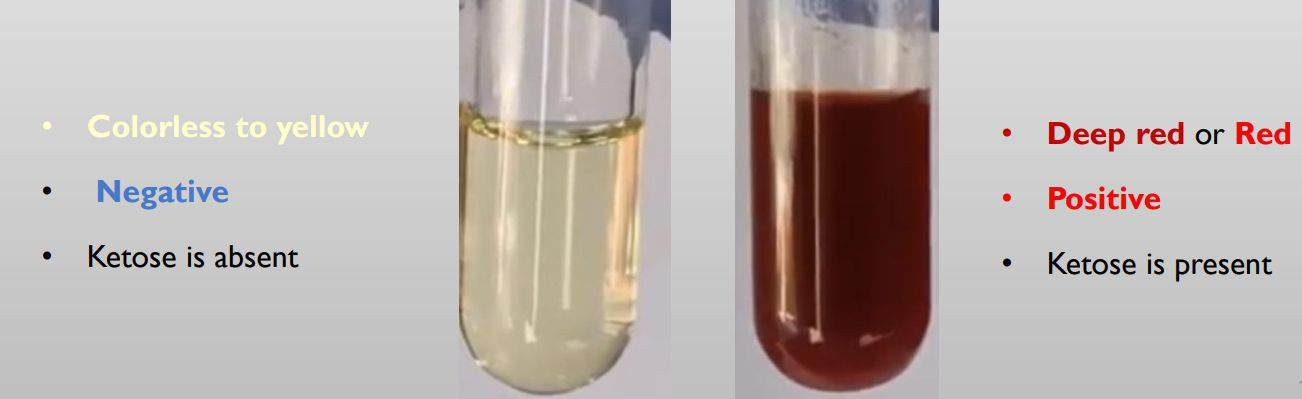 • Colorless to yellow
• Negative
• Ketose is absent
• Deep red or Red
• Positive
• Ketose is present